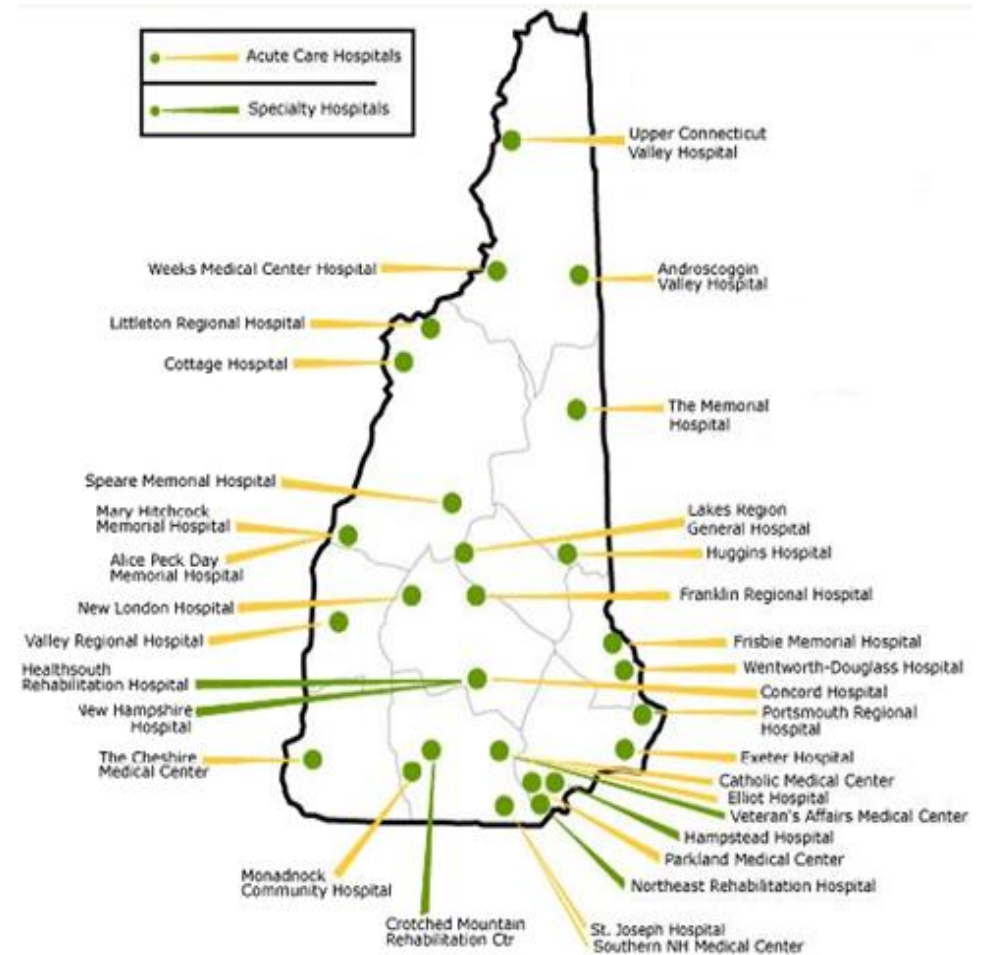 Acute Care Hospitals
Specialty Hospitals
Upper Connecticut
Valley Hospital
Weeks Medical Center Hospital
Androscoggin
Valley Hospital
Littleton Regional Hospital
Cottage Hospital
The Memorial
Hospital
Speare Memonal Hospital
Mary Hitchcock
Memorial Hospital
Alice Peck Day
Memorial Hospital
Lakes Region
General Hospital
Huggins Hospital
New London Hospital
Franklin Regional Hospital
Valley Regional Hospital
Frisbie Memorial Hospital
Healthsouth
Rehabilitation Hospital
Wentworth-Douglass Hospital
Concord Hospital
New Hampshire
Hospital
Portsmouth Regional
Hospital
The Cheshire
Medical Center
Exeter Hospital
Catholic Medical Center
Elliot Hospital
Veteran's Affairs Medical Center
Hampstead Hospital
Parkland Medical Center
Northeast Rehabilitation Hospital
Monadnock
Community Hospital
Crotched Mountain
Rehabilitation Ctr
St. Joseph Hospital
Southern NH Medical Center